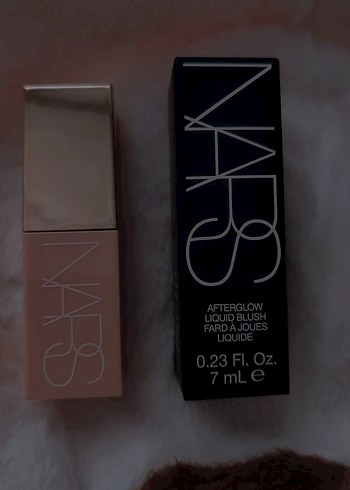 NARS
NARS
AFTERGLOW
LIQUID BLUSH
FARD À JOUES
LIQUIDE
0.23 Fl. Oz.
7 mL ℮